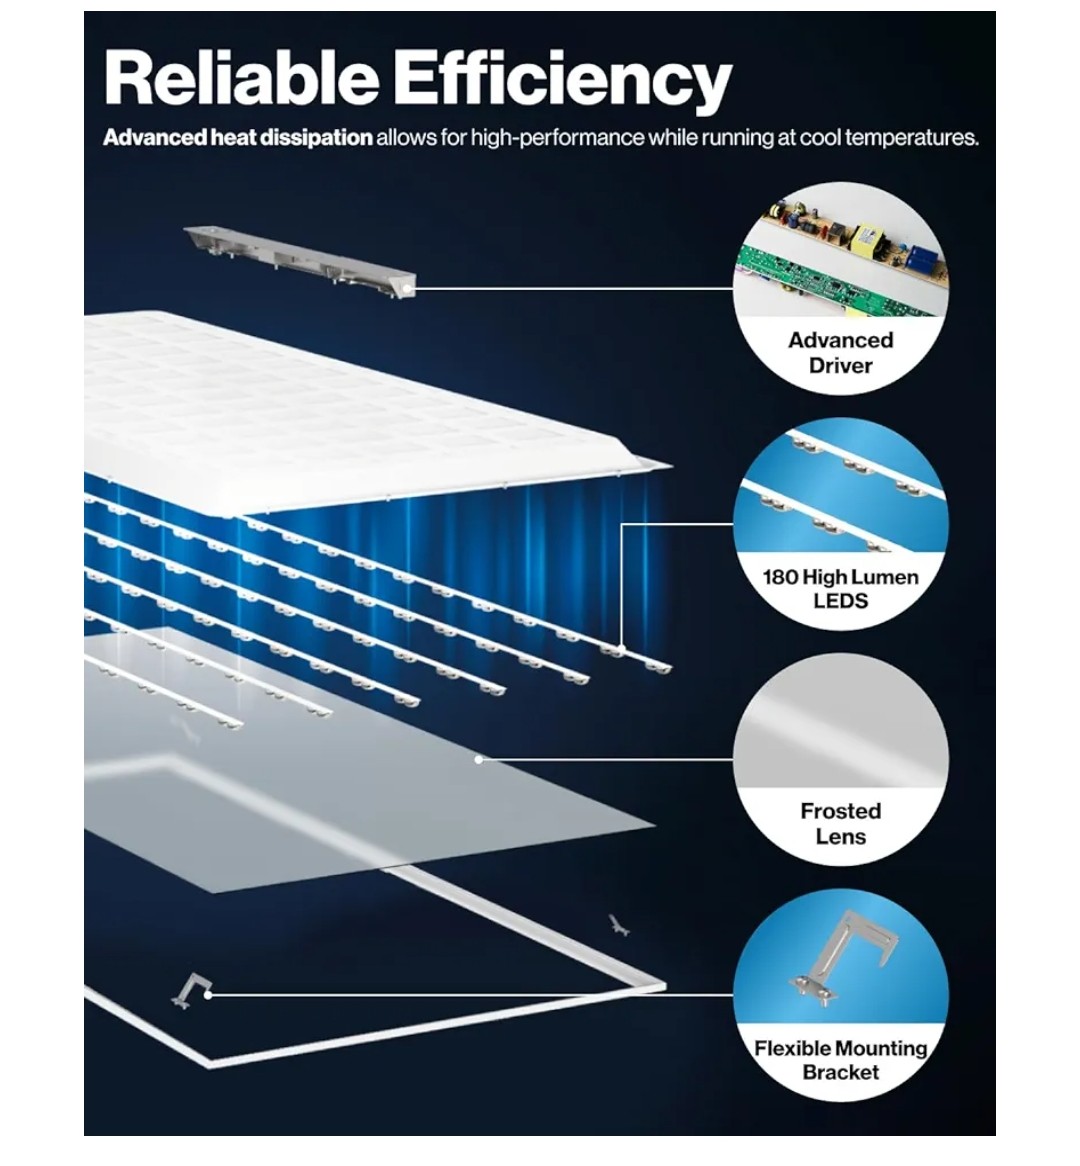 Reliable Efficiency
Advanced heat dissipation allows for high-performance while running at cool temperatures.
Advanced
Driver
180 High Lumen
LEDS
Frosted
Lens
Flexible Mounting
Bracket